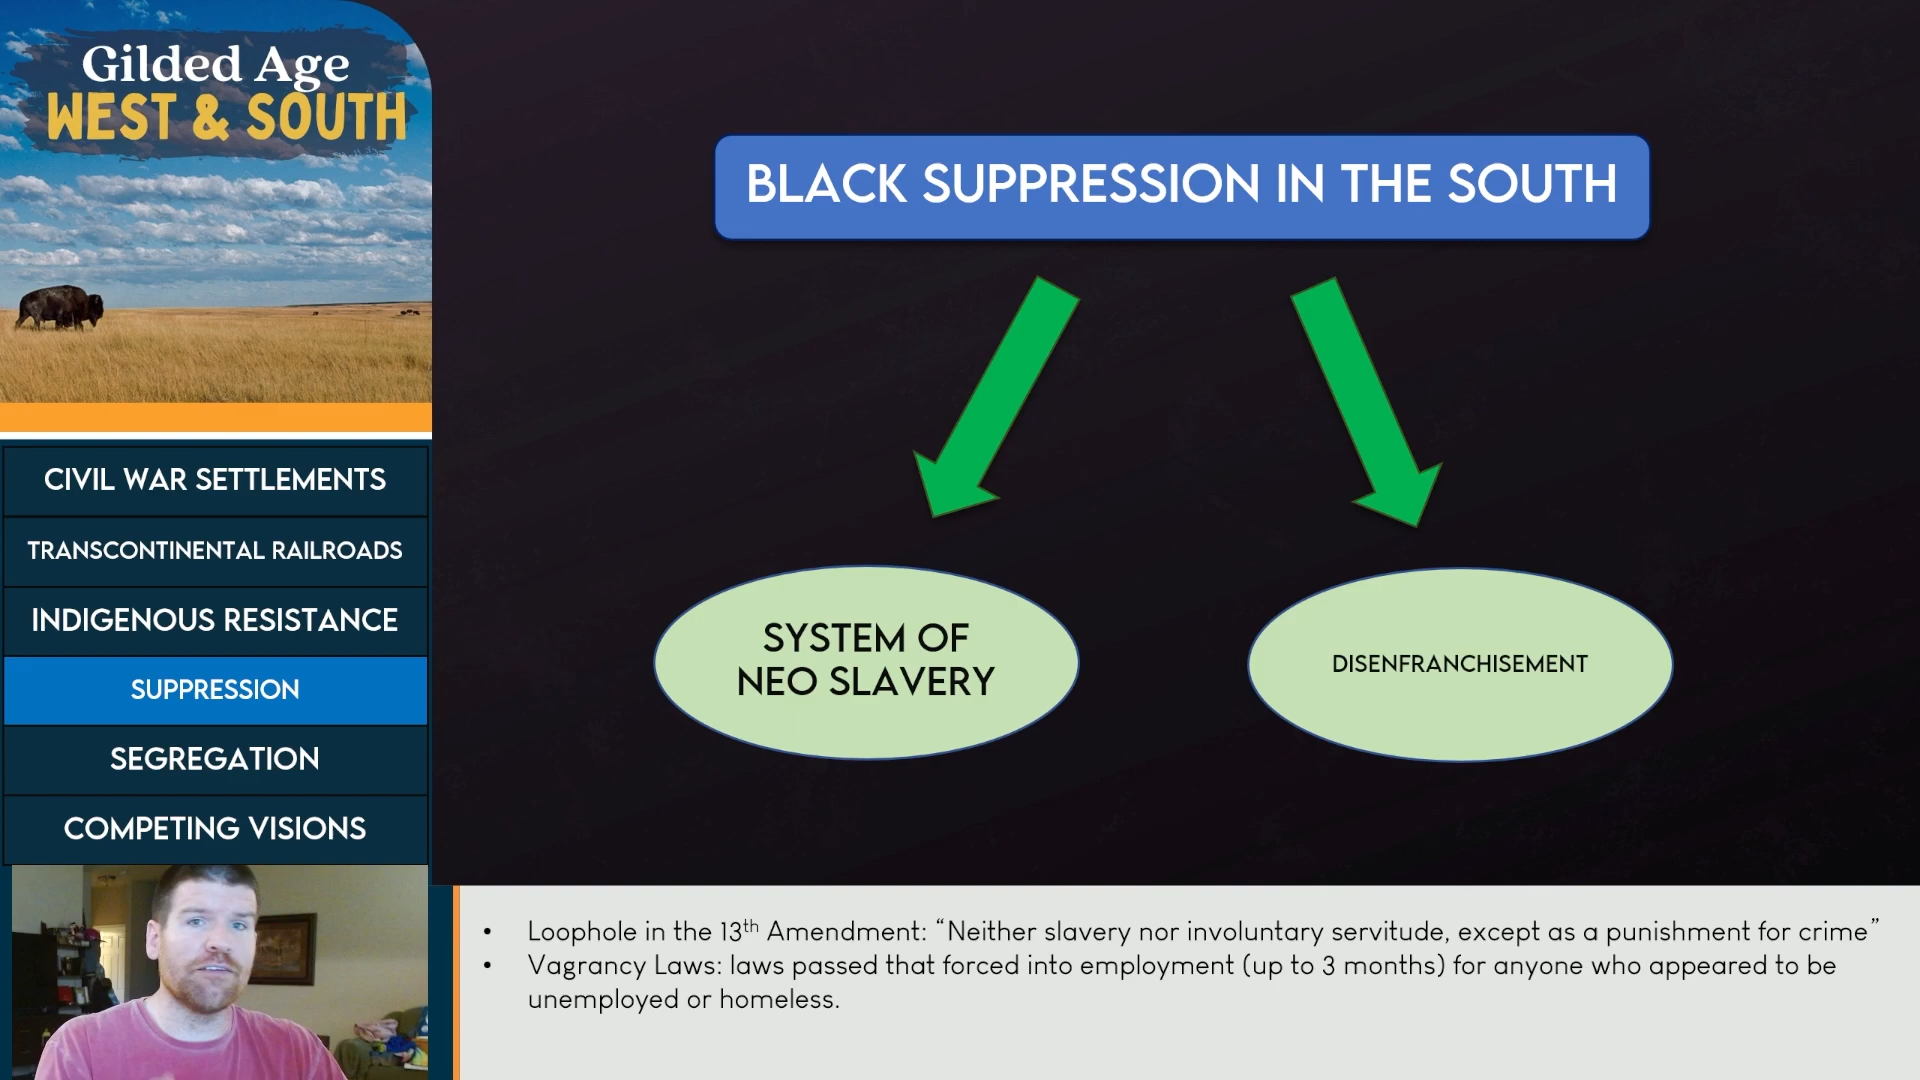 Gilded Age
WEST & SOUTH
CIVIL WAR SETTLEMENTS
TRANSCONTINENTAL RAILROADS
INDIGENOUS RESISTANCE
SUPPRESSION
SEGREGATION
COMPETING VISIONS
BLACK SUPPRESSION IN THE SOUTH
SYSTEM OF
NEO SLAVERY
DISENFRANCHISEMENT
• Loophole in the 13th Amendment: “Neither slavery nor involuntary servitude, except as a punishment for crime”
• Vagrancy Laws: laws passed that forced into employment (up to 3 months) for anyone who appeared to be
unemployed or homeless.